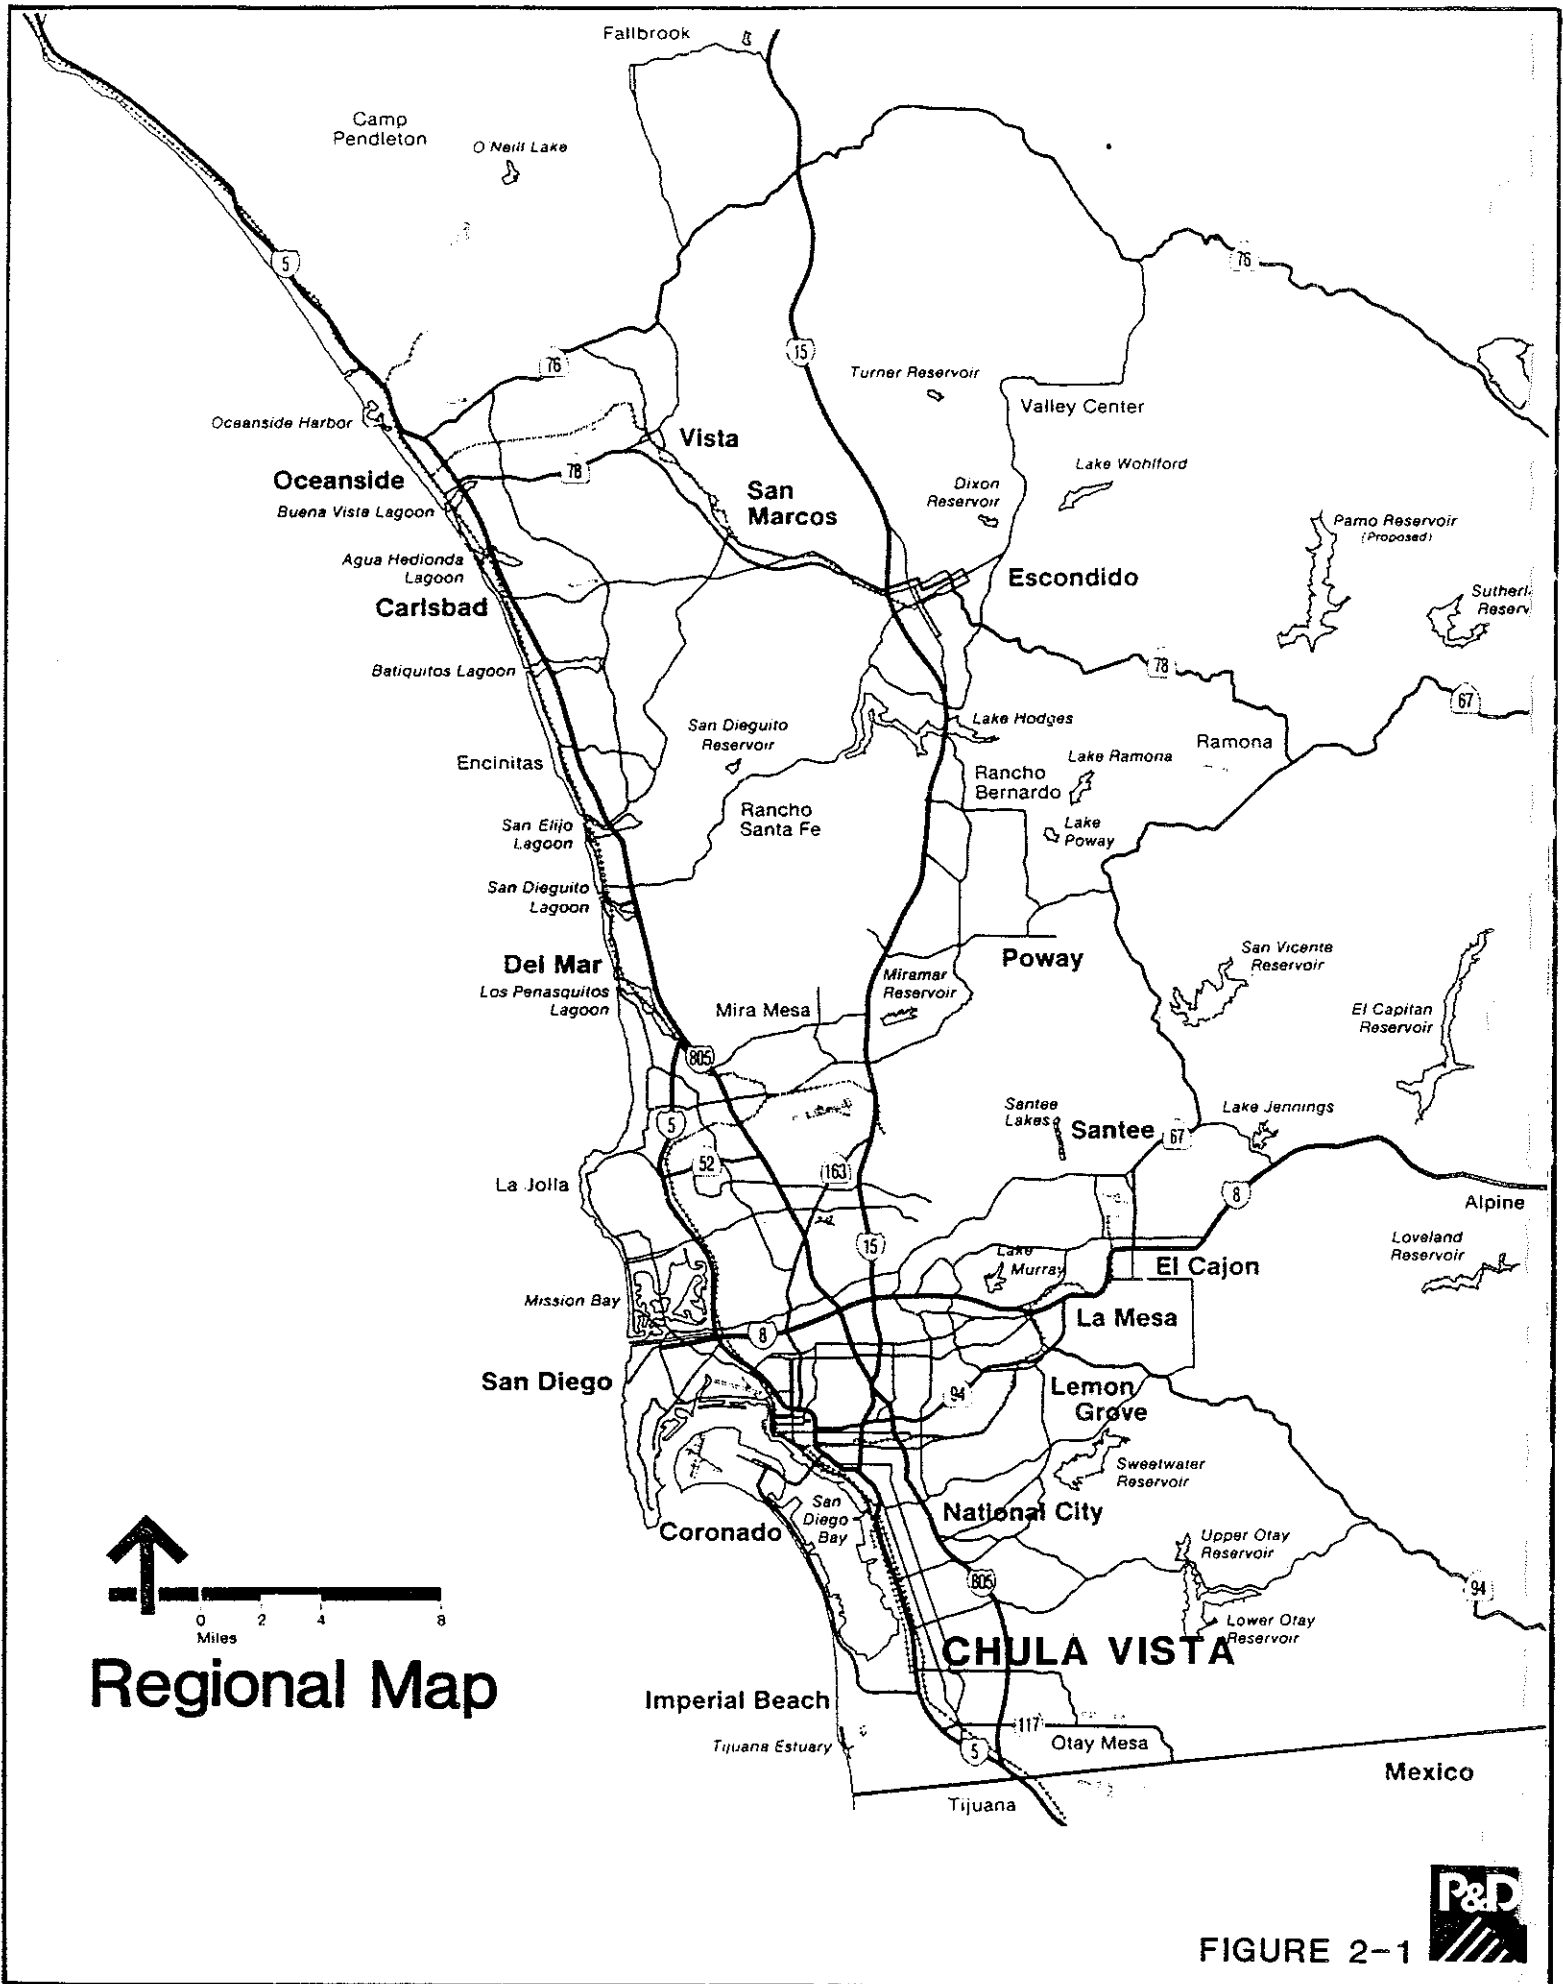 Fallbrook
Camp
Pendleton
O Neill Lake
5
76
15
76
Turner Reservoir
Valley Center
Oceanside Harbor
Vista
Lake Wohlford
78
Oceanside
San
Marcos
Dixon
Reservoir
Buena Vista Lagoon
Pamo Reservoir
(Proposed)
Agua Hedionda
Lagoon
Escondido
Carlsbad
Reserv
Batiquitos Lagoon
78
67
San Dieguito
Reservoir
Lake Hodges
Ramona
Encinitas
Lake Ramona
Rancho
Bernardo
Rancho
Santa Fe
San Elijo
Lagoon
Lake
Poway
San Dieguito
Lagoon
Del Mar
Poway
San Vicente
Reservoir
Los Penasquitos
Lagoon
Miramar
Reservoir
Mira Mesa
El Capitan
Reservoir
805
Santee
Lakes
Santee
Lake Jennings
5
67
52
163
La Jolla
8
Alpine
15
Loveland
Reservoir
Lake
Murray
El Cajon
Mission Bay
La Mesa
8
San Diego
94
Lemon
Grove
Sweetwater
Reservoir
San
Diego
Bay
National City
Coronado
Upper Otay
Reservoir
805
94
0 2 4 8
Miles
Lower Otay
Reservoir
CHULA VISTA
Regional Map
Imperial Beach
117
Tijuana Estuary
5
Otay Mesa
Mexico
Tijuana
P&D
FIGURE 2-1